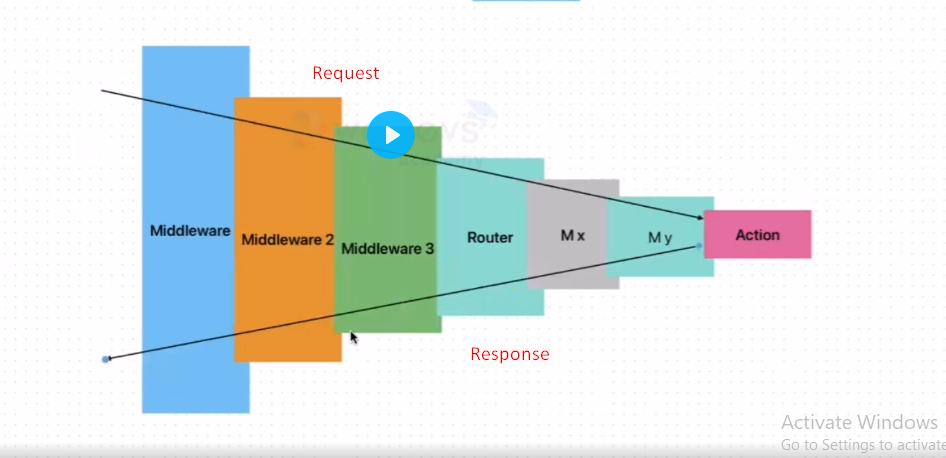 Request
Middleware
Middleware 2
Middleware 3
Router
M x
M y
Action
Response
Activate Windows
Go to Settings to activate